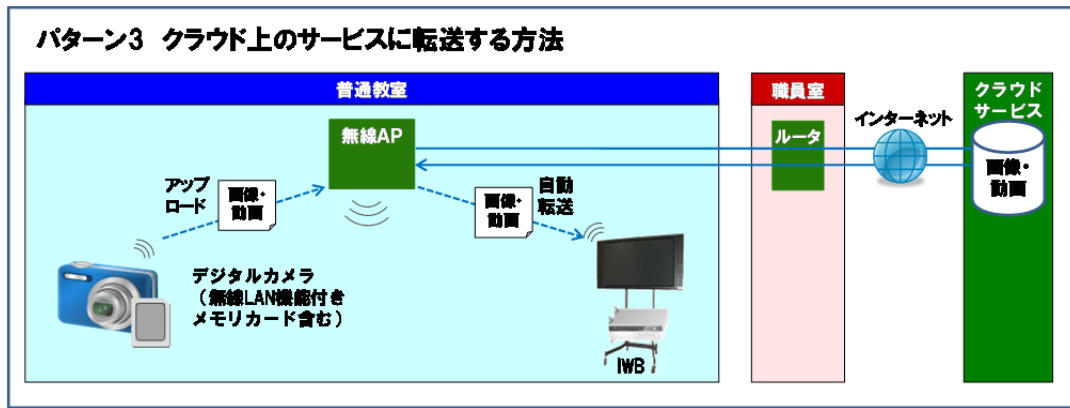 パターン3 クラウド上のサービスに転送する方法
普通教室
職員室
クラウド
サービス
無線AP
ルータ
インターネット
アップ
ロード
画像・
動画
画像・
動画
自動
転送
画像・
動画
デジタルカメラ
（無線LAN機能付き
メモリカード含む）
IWB